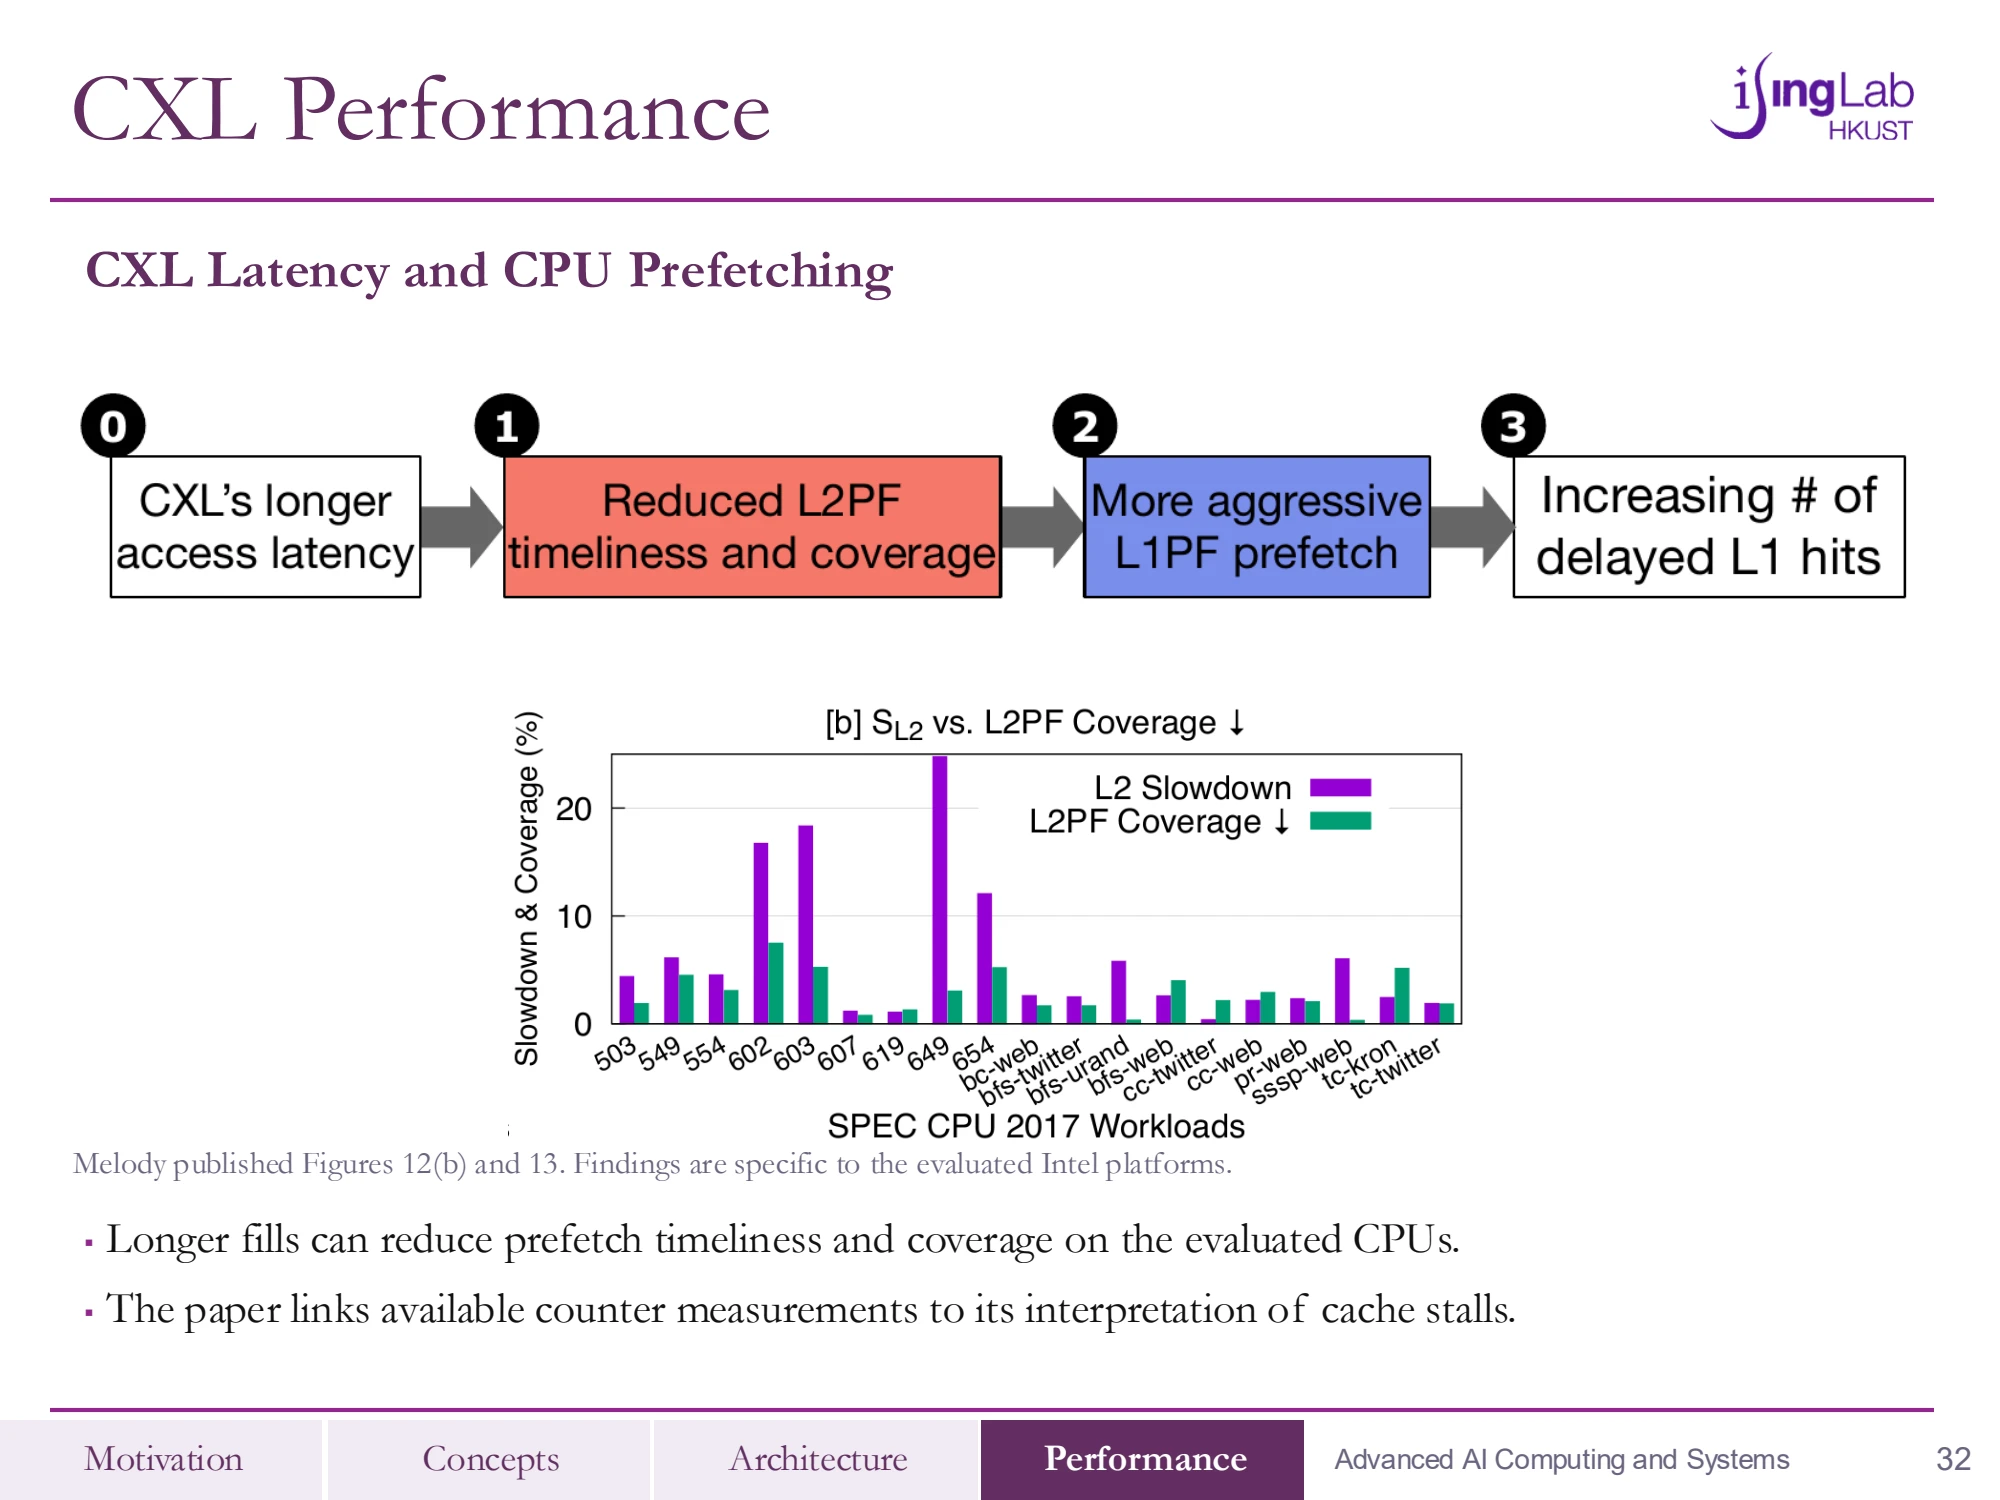 CXL Performance
iSingLab
HKUST
CXL Latency and CPU Prefetching
0
1
2
3
CXL’s longer
access latency
Reduced L2PF
timeliness and coverage
More aggressive
L1PF prefetch
Increasing # of
delayed L1 hits
[b] SL2 vs. L2PF Coverage ↓
Slowdown & Coverage (%)
20
10
0
L2 Slowdown
L2PF Coverage ↓
503
549
554
602
603
607
619
649
654
bc-web
bfs-twitter
bfs-urand
bfs-web
cc-twitter
cc-web
pr-web
sssp-web
tc-kron
tc-twitter
SPEC CPU 2017 Workloads
Melody published Figures 12(b) and 13. Findings are specific to the evaluated Intel platforms.
▪ Longer fills can reduce prefetch timeliness and coverage on the evaluated CPUs.
▪ The paper links available counter measurements to its interpretation of cache stalls.
Motivation
Concepts
Architecture
Performance
Advanced AI Computing and Systems
32